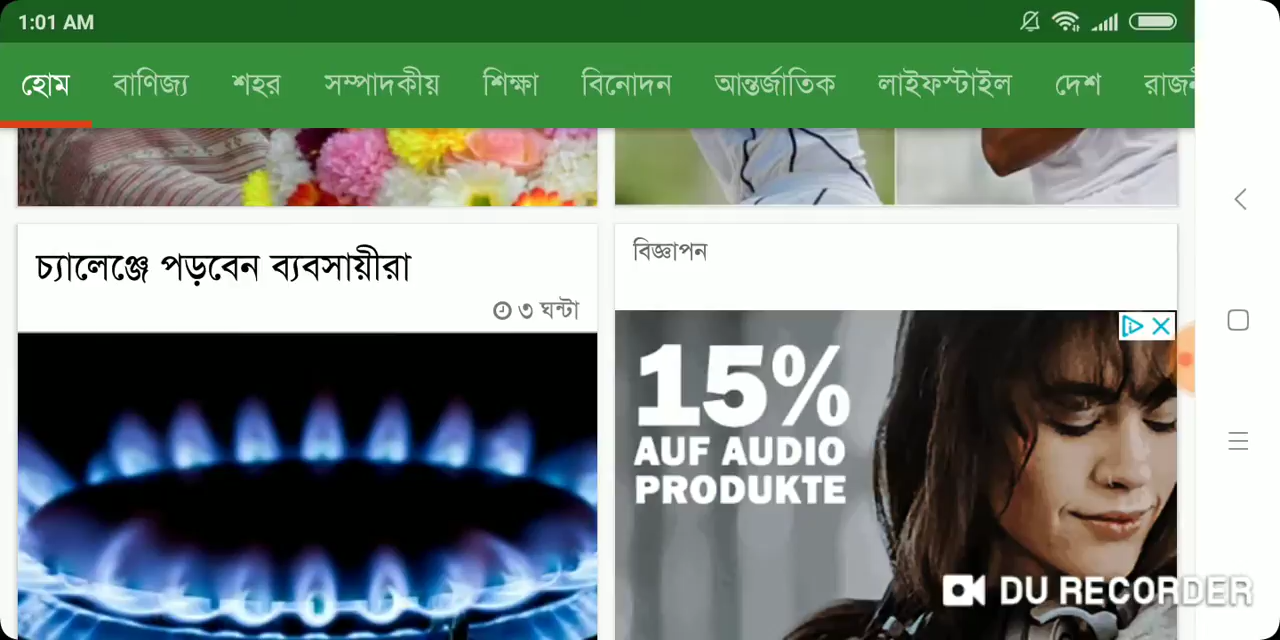 1:01 AM
হোম বাণিজ্য শহর সম্পাদকীয় শিক্ষা বিনোদন আন্তর্জাতিক লাইফস্টাইল দেশ
চ্যালেঞ্জে পড়বেন ব্যবসায়ীরা
৩ ঘন্টা
বিজ্ঞাপন
15%
AUF AUDIO
PRODUKTE
DU RECORDER